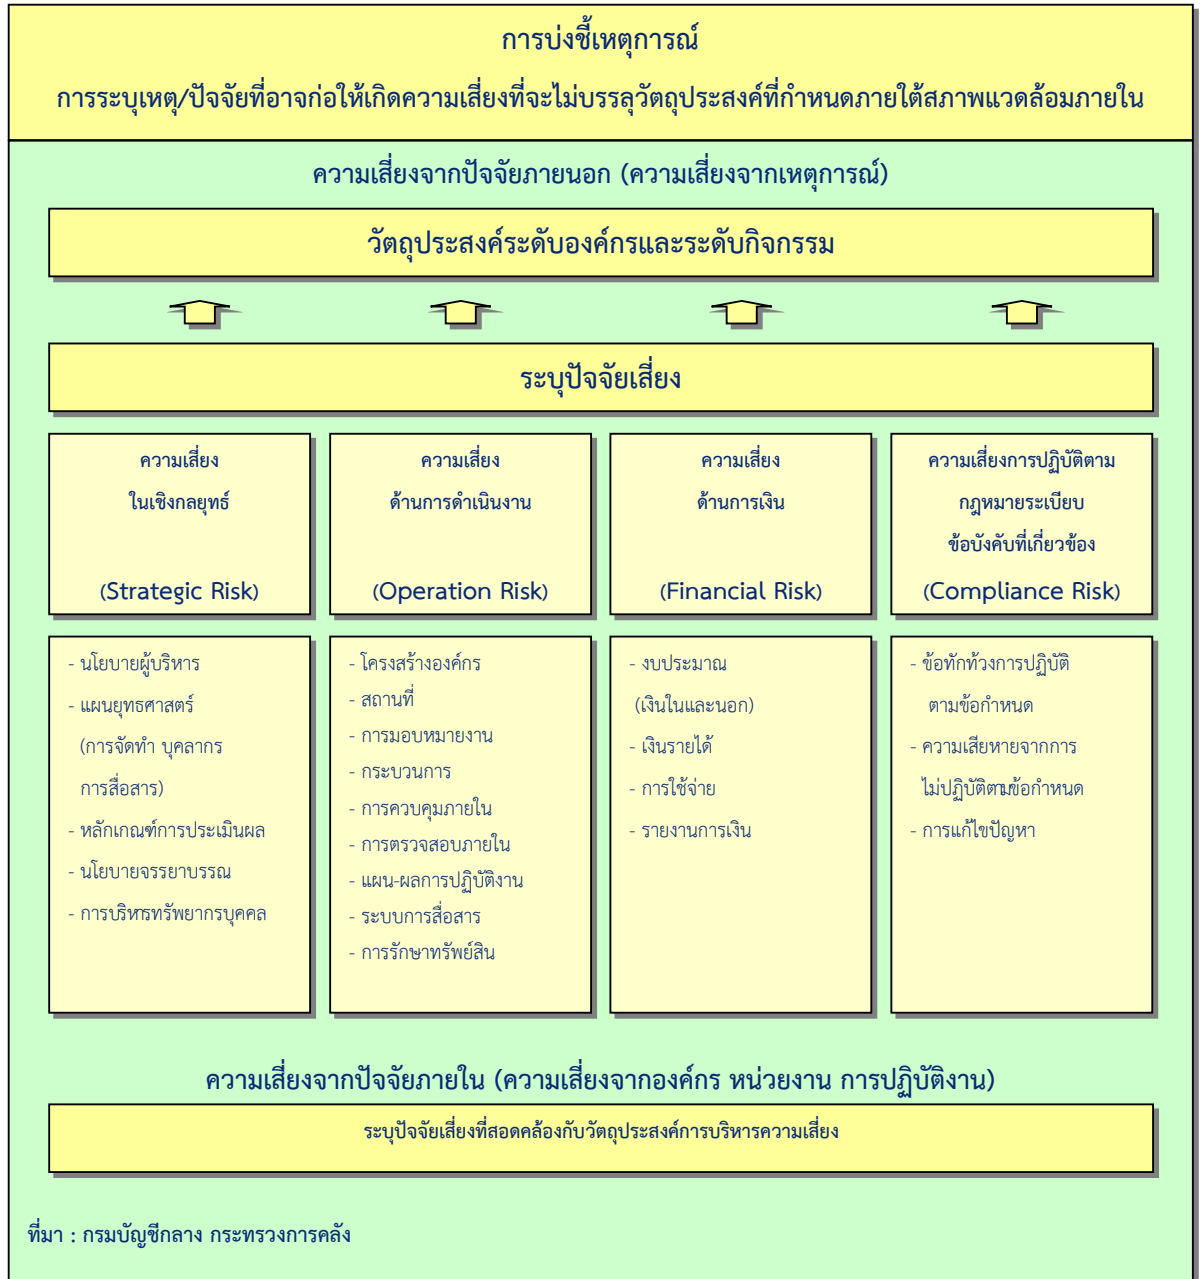 การบ่งชี้เหตุการณ์
การระบุเหตุ/ปัจจัยที่อาจก่อให้เกิดความเสี่ยงที่จะไม่บรรลุวัตถุประสงค์ที่กำหนดภายใต้สภาพแวดล้อมภายใน
ความเสี่ยงจากปัจจัยภายนอก (ความเสี่ยงจากเหตุการณ์)
วัตถุประสงค์ระดับองค์กรและระดับกิจกรรม
ระบุปัจจัยเสี่ยง
ความเสี่ยง
ในเชิงกลยุทธ์
(Strategic Risk)
ความเสี่ยง
ด้านการดำเนินงาน
(Operation Risk)
ความเสี่ยง
ด้านการเงิน
(Financial Risk)
ความเสี่ยงการปฏิบัติตาม
กฎหมายระเบียบ
ข้อบังคับที่เกี่ยวข้อง
(Compliance Risk)
- นโยบายผู้บริหาร
- แผนยุทธศาสตร์
(การจัดทำ บุคลากร
การสื่อสาร)
- หลักเกณฑ์การประเมินผล
- นโยบายจรรยาบรรณ
- การบริหารทรัพยากรบุคคล
- โครงสร้างองค์กร
- สถานที่
- การมอบหมายงาน
- กระบวนการ
- การควบคุมภายใน
- การตรวจสอบภายใน
- แผน-ผลการปฏิบัติงาน
- ระบบการสื่อสาร
- การรักษาทรัพย์สิน
- งบประมาณ
(เงินในและนอก)
- เงินรายได้
- การใช้จ่าย
- รายงานการเงิน
- ข้อทักท้วงการปฏิบัติ
ตามข้อกำหนด
- ความเสียหายจากการ
ไม่ปฏิบัติตามข้อกำหนด
- การแก้ไขปัญหา
ความเสี่ยงจากปัจจัยภายใน (ความเสี่ยงจากองค์กร หน่วยงาน การปฏิบัติงาน)
ระบุปัจจัยเสี่ยงที่สอดคล้องกับวัตถุประสงค์การบริหารความเสี่ยง
ที่มา : กรมบัญชีกลาง กระทรวงการคลัง